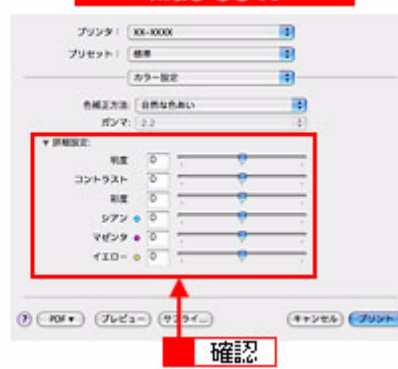 プリンタ: XX-XXXX
プリセット: 標準
カラー設定
色補正方法: 自然な色あい
ガンマ: 2.2
▼ 詳細設定:
明度 0
コントラスト 0
彩度 0
シアン 0
マゼンタ 0
イエロー 0
? PDF▼ プレビュー サプライ... キャンセル プリント
確認